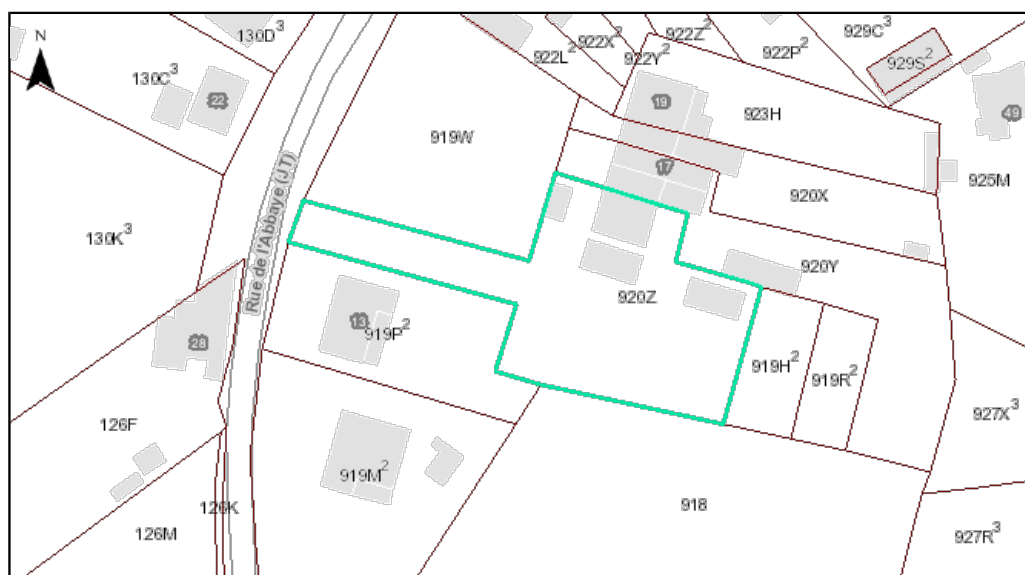 N
130D³
922L²
922X²
922Y²
922Z²
922P²
929C³
929S²
130C³
22
19
923H
49
919W
17
925M
920X
Rue de l'Abbaye (JT)
130K³
920Y
920Z
28
13
919P²
919H²
919R²
927X³
126F
919M²
918
126K
126M
927R³